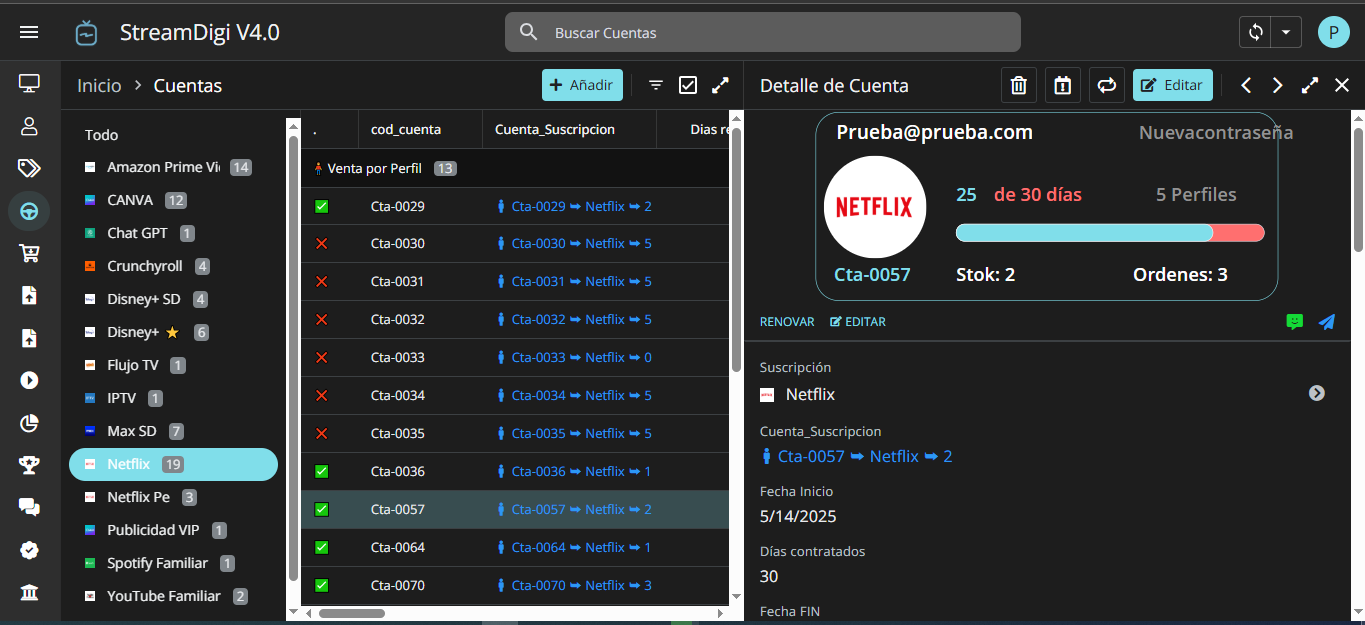 StreamDigi V4.0
Buscar Cuentas
P
Inicio > Cuentas
Añadir
Detalle de Cuenta
Editar
Todo
Amazon Prime Vi 14
CANVA 12
Chat GPT 1
Crunchyroll 4
Disney+ SD 4
Disney+ 6
Flujo TV 1
IPTV 1
Max SD 7
Netflix 19
Netflix Pe 3
Publicidad VIP 1
Spotify Familiar 1
YouTube Familiar 2
. cod_cuenta Cuenta_Suscripcion Dias re
Venta por Perfil 13
Cta-0029 Cta-0029 ➥ Netflix ➥ 2
Cta-0030 Cta-0030 ➥ Netflix ➥ 5
Cta-0031 Cta-0031 ➥ Netflix ➥ 5
Cta-0032 Cta-0032 ➥ Netflix ➥ 5
Cta-0033 Cta-0033 ➥ Netflix ➥ 0
Cta-0034 Cta-0034 ➥ Netflix ➥ 5
Cta-0035 Cta-0035 ➥ Netflix ➥ 5
Cta-0036 Cta-0036 ➥ Netflix ➥ 1
Cta-0057 Cta-0057 ➥ Netflix ➥ 2
Cta-0064 Cta-0064 ➥ Netflix ➥ 1
Cta-0070 Cta-0070 ➥ Netflix ➥ 3
Prueba@prueba.com Nuevacontraseña
NETFLIX
25 de 30 días 5 Perfiles
Cta-0057 Stok: 2 Ordenes: 3
RENOVAR EDITAR
Suscripción
Netflix
Cuenta_Suscripcion
Cta-0057 ➥ Netflix ➥ 2
Fecha Inicio
5/14/2025
Días contratados
30
Fecha FIN